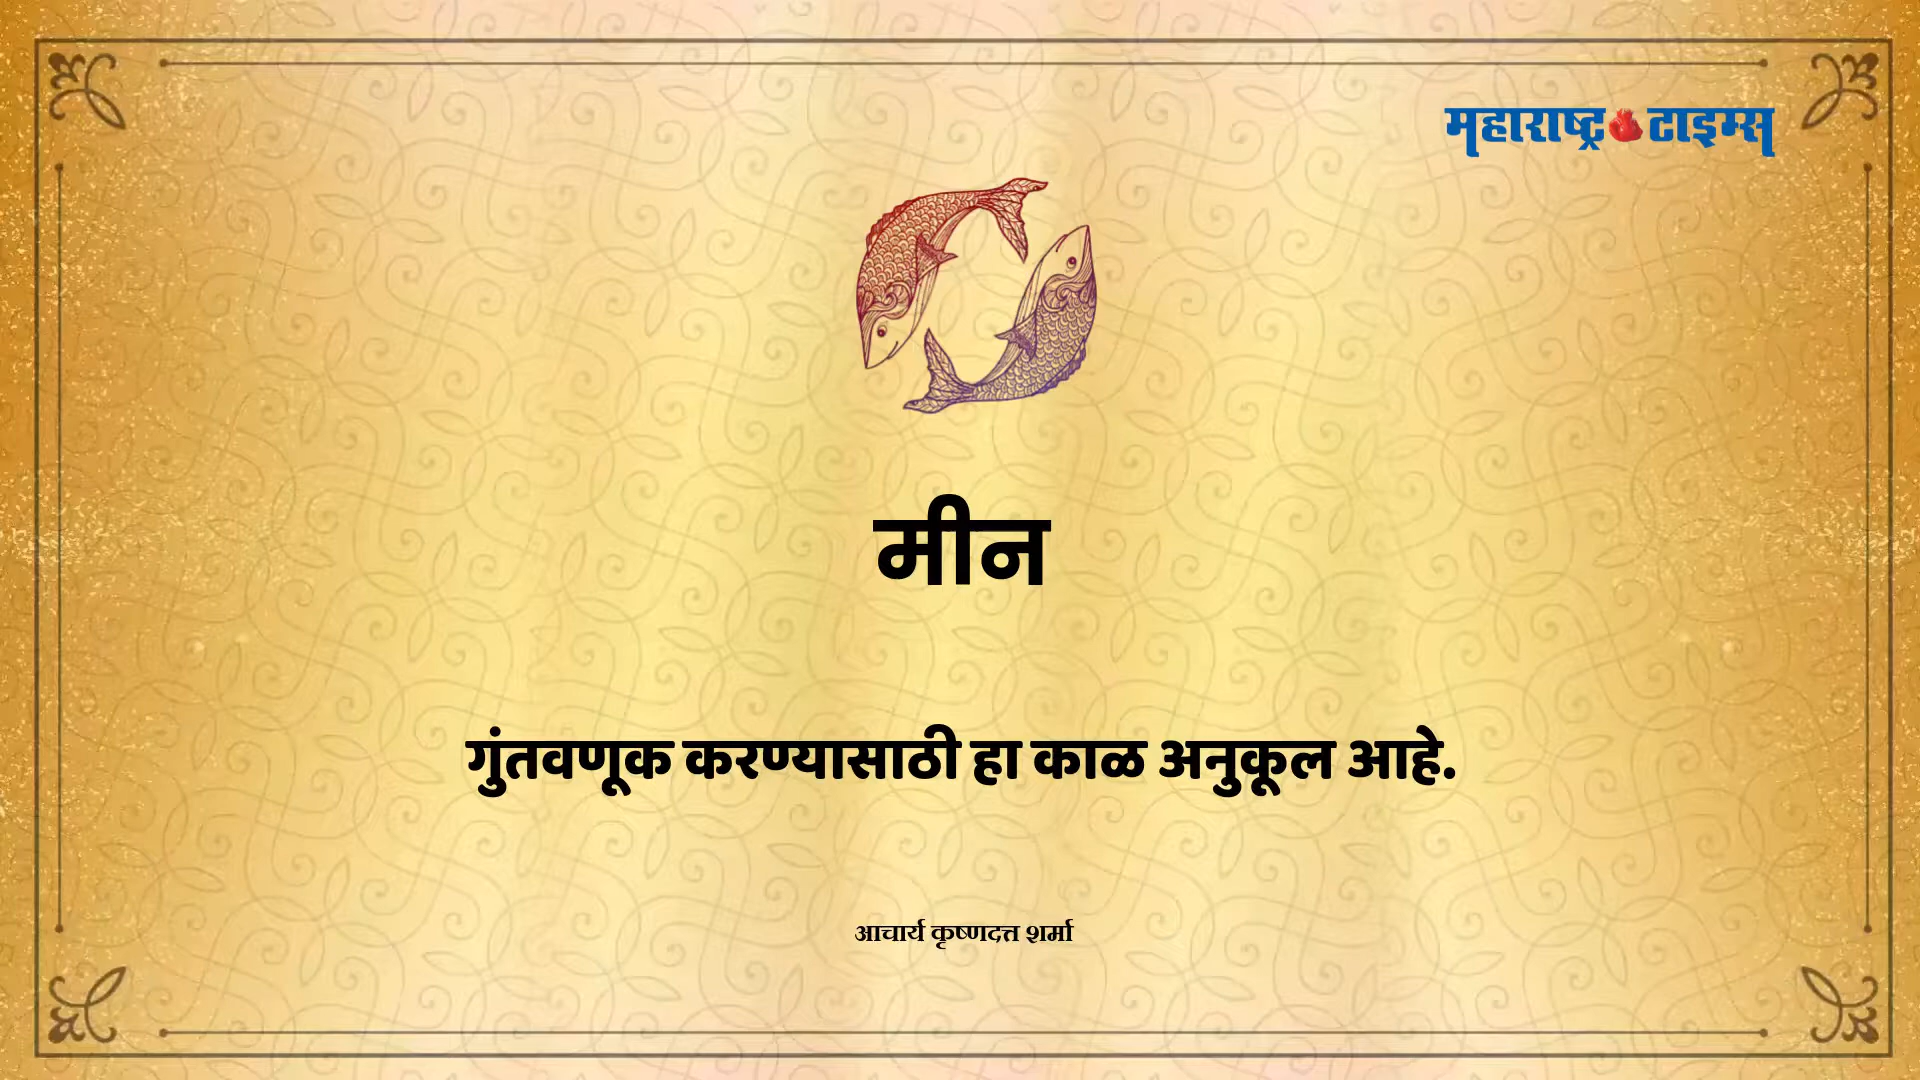 महाराष्ट्र टाइम्स
मीन
गुंतवणूक करण्यासाठी हा काळ अनुकूल आहे.
आचार्य कृष्णदत्त शर्मा